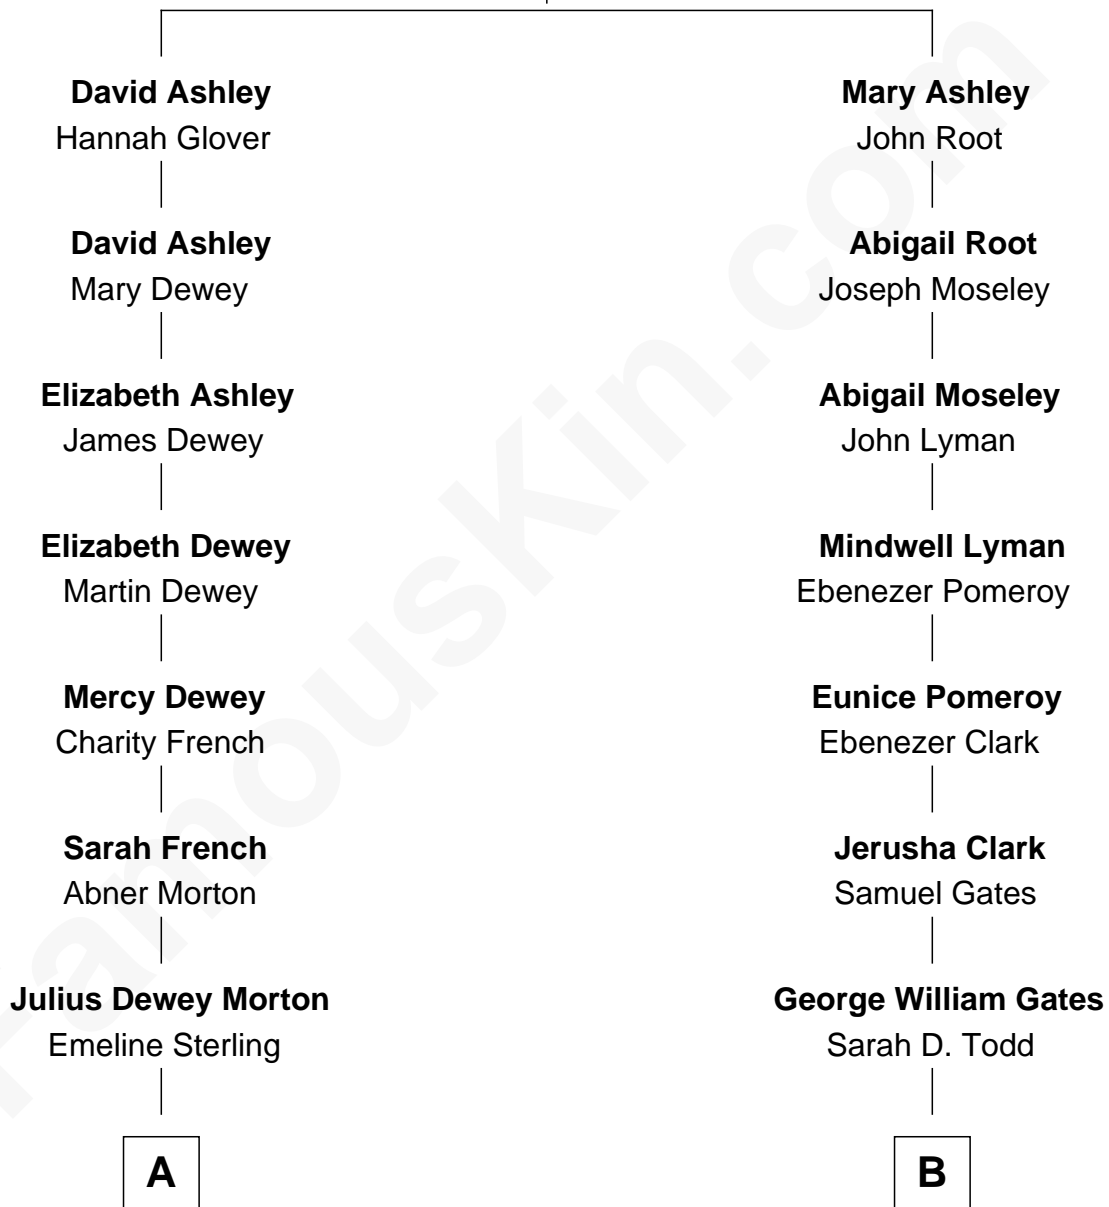 David Ashley
Hannah Glover
David Ashley
Mary Dewey
Elizabeth Ashley
James Dewey
Elizabeth Dewey
Martin Dewey
Mercy Dewey
Charity French
Sarah French
Abner Morton
Julius Dewey Morton
Emeline Sterling
A
Mary Ashley
John Root
Abigail Root
Joseph Moseley
Abigail Moseley
John Lyman
Mindwell Lyman
Ebenezer Pomeroy
Eunice Pomeroy
Ebenezer Clark
Jerusha Clark
Samuel Gates
George William Gates
Sarah D. Todd
B
FamousKin.com